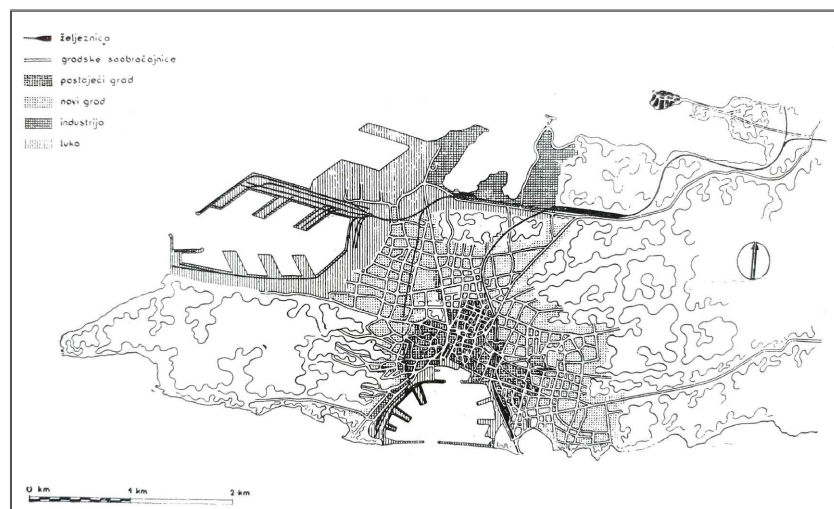 željeznica
gradske saobraćajnice
postojeći grad
novi grad
industrija
luka
0 km
1 km
2 km